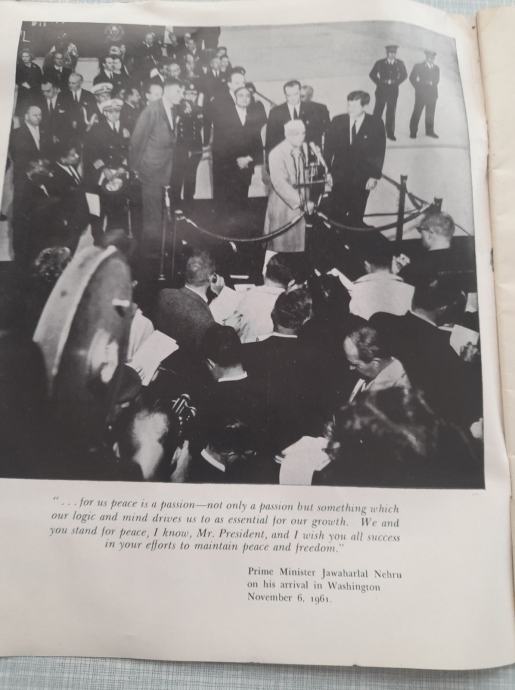 ". . . for us peace is a passion—not only a passion but something which
our logic and mind drives us to as essential for our growth. We and
you stand for peace, I know, Mr. President, and I wish you all success
in your efforts to maintain peace and freedom."
Prime Minister Jawaharlal Nehru
on his arrival in Washington
November 6, 1961.